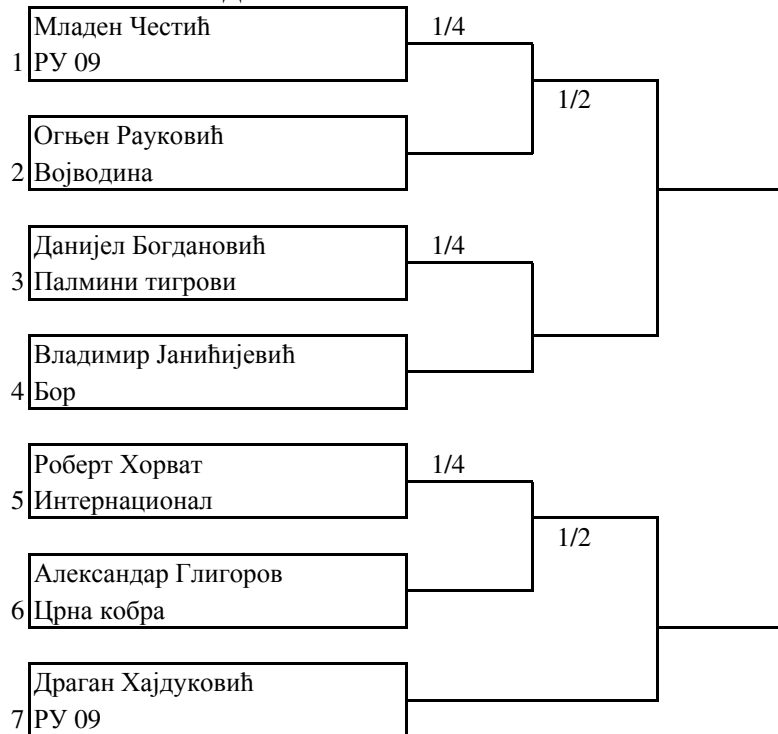 Младен Честић
1/4
1 РУ 09
1/2
Огњен Рауковић
2 Војводина
Данијел Богдановић
1/4
3 Палмини тигрови
Владимир Јанићијевић
4 Бор
Роберт Хорват
1/4
5 Интернационал
1/2
Александар Глигоров
6 Црна кобра
Драган Хајдуковић
7 РУ 09